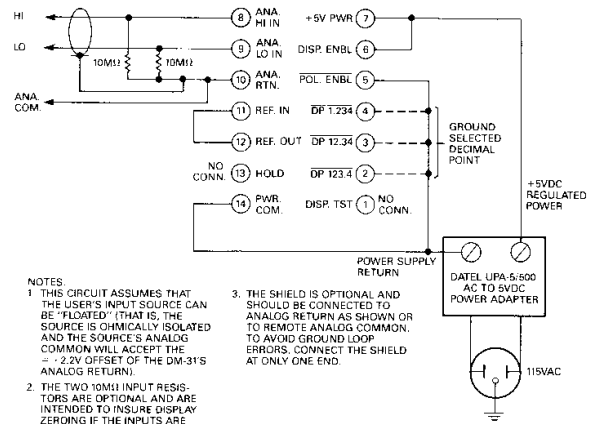 HI
LO
ANA.
COM.
10MΩ
10MΩ
8 ANA.
HI IN
9 ANA.
LO IN
10 ANA.
RTN.
11 REF. IN
12 REF. OUT
NO
CONN.
13 HOLD
14 PWR.
COM.
+5V PWR 7
DISP. ENBL 6
POL. ENBL 5
DP 1.234 4
DP 12.34 3
DP 123.4 2
DISP. TST 1 NO
CONN.
GROUND
SELECTED
DECIMAL
POINT
+5VDC
REGULATED
POWER
POWER SUPPLY
RETURN
DATEL UPA-5/500
AC TO 5VDC
POWER ADAPTER
115VAC
NOTES.
1 THIS CIRCUIT ASSUMES THAT
THE USER'S INPUT SOURCE CAN
BE "FLOATED" (THAT IS, THE
SOURCE IS OHMICALLY ISOLATED
AND THE SOURCE'S ANALOG
COMMON WILL ACCEPT THE
2.2V OFFSET OF THE DM-31'S
ANALOG RETURN).
2. THE TWO 10MΩ INPUT RESIS-
TORS ARE OPTIONAL AND ARE
INTENDED TO INSURE DISPLAY
ZEROING IF THE INPUTS ARE
3. THE SHIELD IS OPTIONAL AND
SHOULD BE CONNECTED TO
ANALOG RETURN AS SHOWN OR
TO REMOTE ANALOG COMMON.
TO AVOID GROUND LOOP
ERRORS, CONNECT THE SHIELD
AT ONLY ONE END.